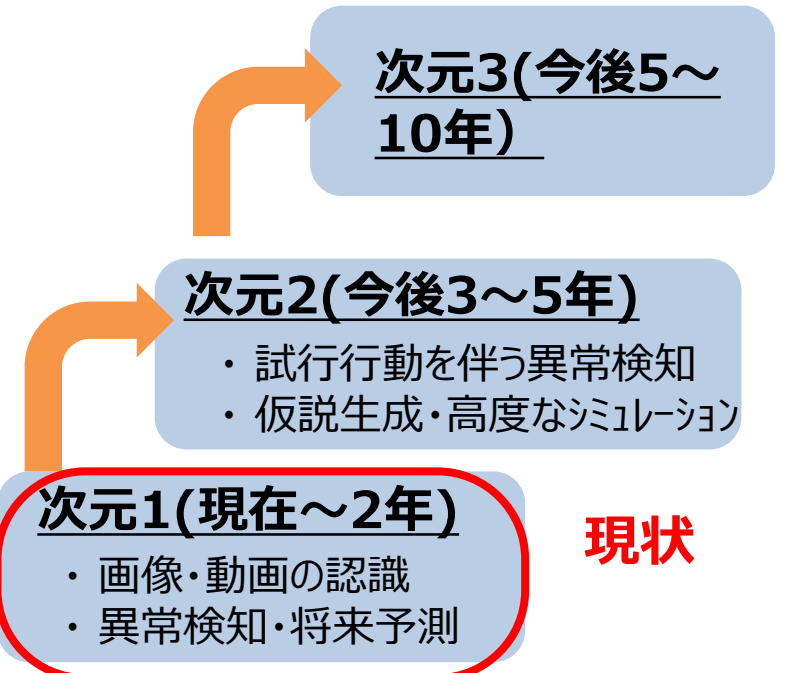 次元3(今後5～
10年）
次元2(今後3～5年)
・ 試行行動を伴う異常検知
・ 仮説生成・高度なｼﾐｭﾚｰｼｮﾝ
次元1(現在～2年)
・ 画像・動画の認識
・ 異常検知・将来予測
現状